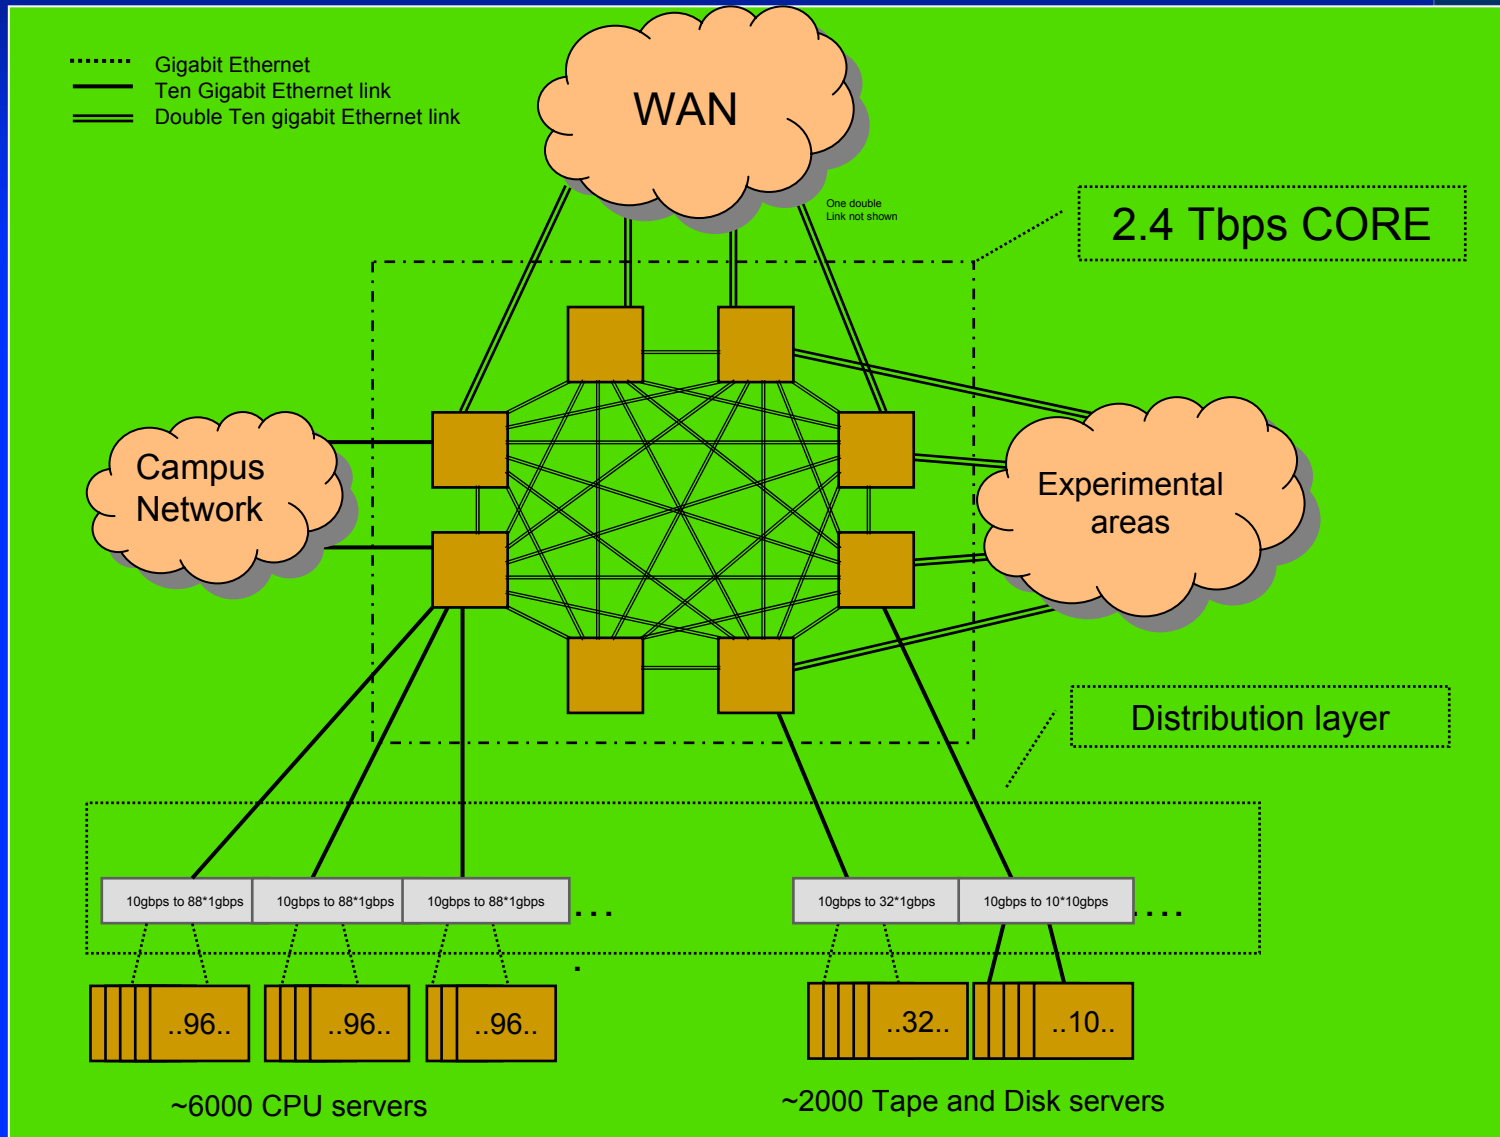 Gigabit Ethernet
Ten Gigabit Ethernet link
Double Ten gigabit Ethernet link
WAN
One double
Link not shown
2.4 Tbps CORE
Campus
Network
Experimental
areas
Distribution layer
10gbps to 88*1gbps
10gbps to 88*1gbps
10gbps to 88*1gbps
...
10gbps to 32*1gbps
10gbps to 10*10gbps
....
.
..96..
..96..
..96..
..32..
..10..
~6000 CPU servers
~2000 Tape and Disk servers